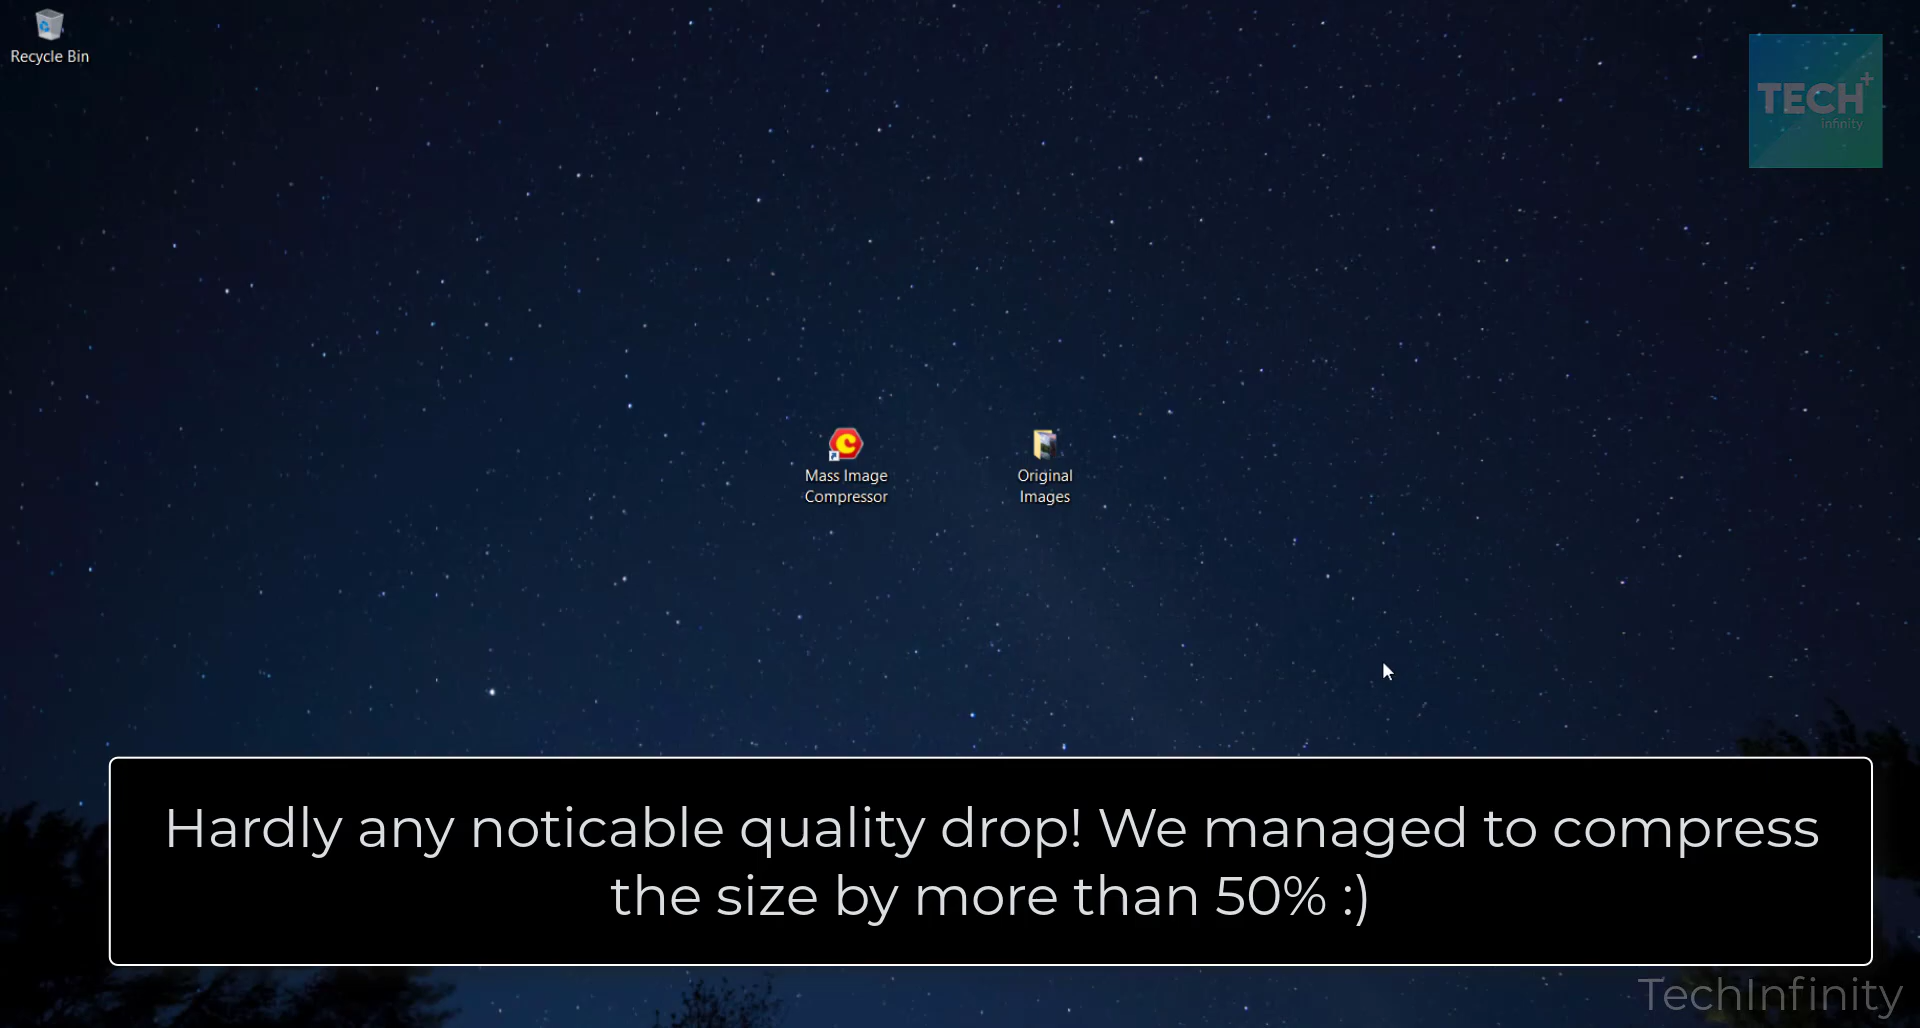 Recycle Bin
TECH+
infinity
Mass Image
Compressor
Original
Images
Hardly any noticable quality drop! We managed to compress
the size by more than 50% :)
TechInfinity